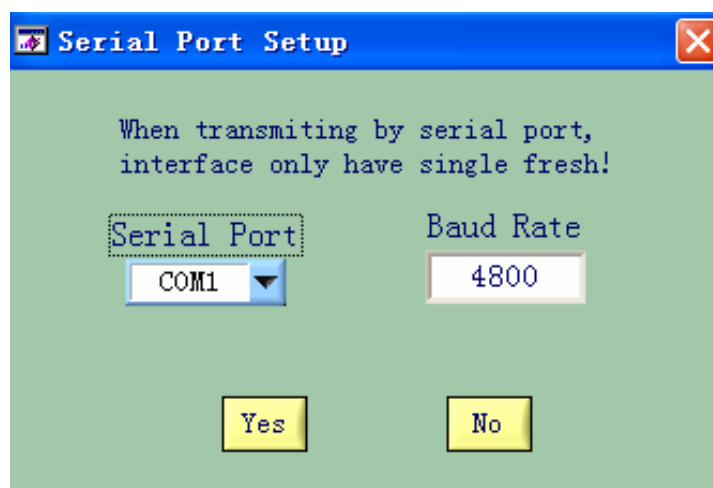 Serial Port Setup
When transmiting by serial port,
interface only have single fresh!
Serial Port
Baud Rate
COM1
4800
Yes
No